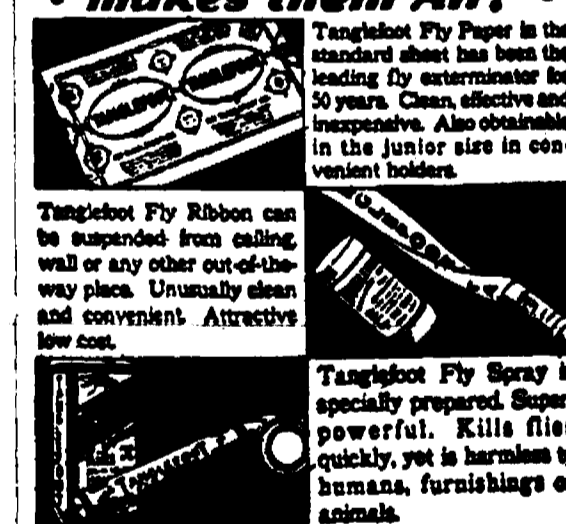 makes them All!
Tanglefoot Fly Paper in the
standard sheet has been the
leading fly exterminator for
50 years. Clean, effective and
inexpensive. Also obtainable
in the junior size in con-
venient holders.
Tanglefoot Fly Ribbon can
be suspended from ceiling,
wall or any other out-of-the-
way place. Unusually clean
and convenient. Attractive
low cost.
TANGLEFOOT
Tanglefoot Fly Spray i
specially prepared. Super
powerful. Kills flies
quickly, yet is harmless t
humans, furnishings o
animals.